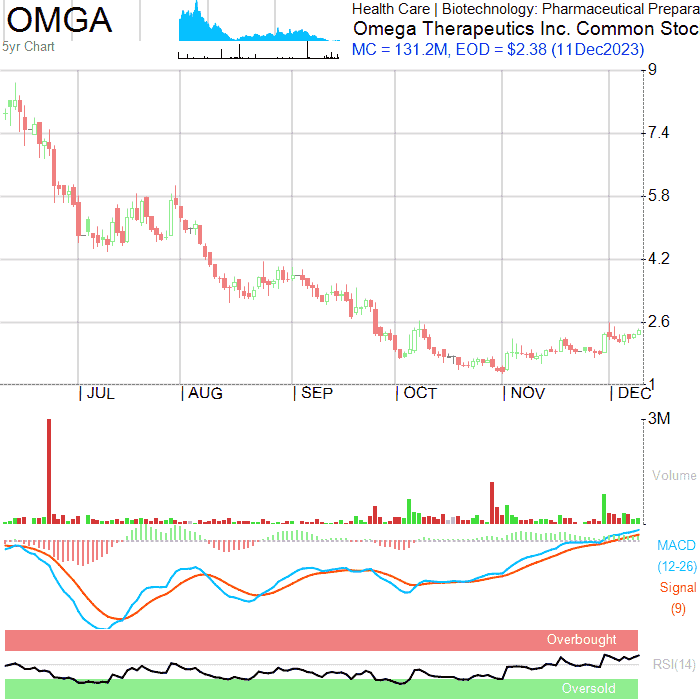 OMGA
5yr Chart
Health Care | Biotechnology: Pharmaceutical Prepara
Omega Therapeutics Inc. Common Stoc
MC = 131.2M, EOD = $2.38 (11Dec2023)
9
7.4
5.8
4.2
2.6
1
JUL
AUG
SEP
OCT
NOV
DEC
3M
Volume
MACD
(12-26)
Signal
(9)
Overbought
RSI(14)
Oversold